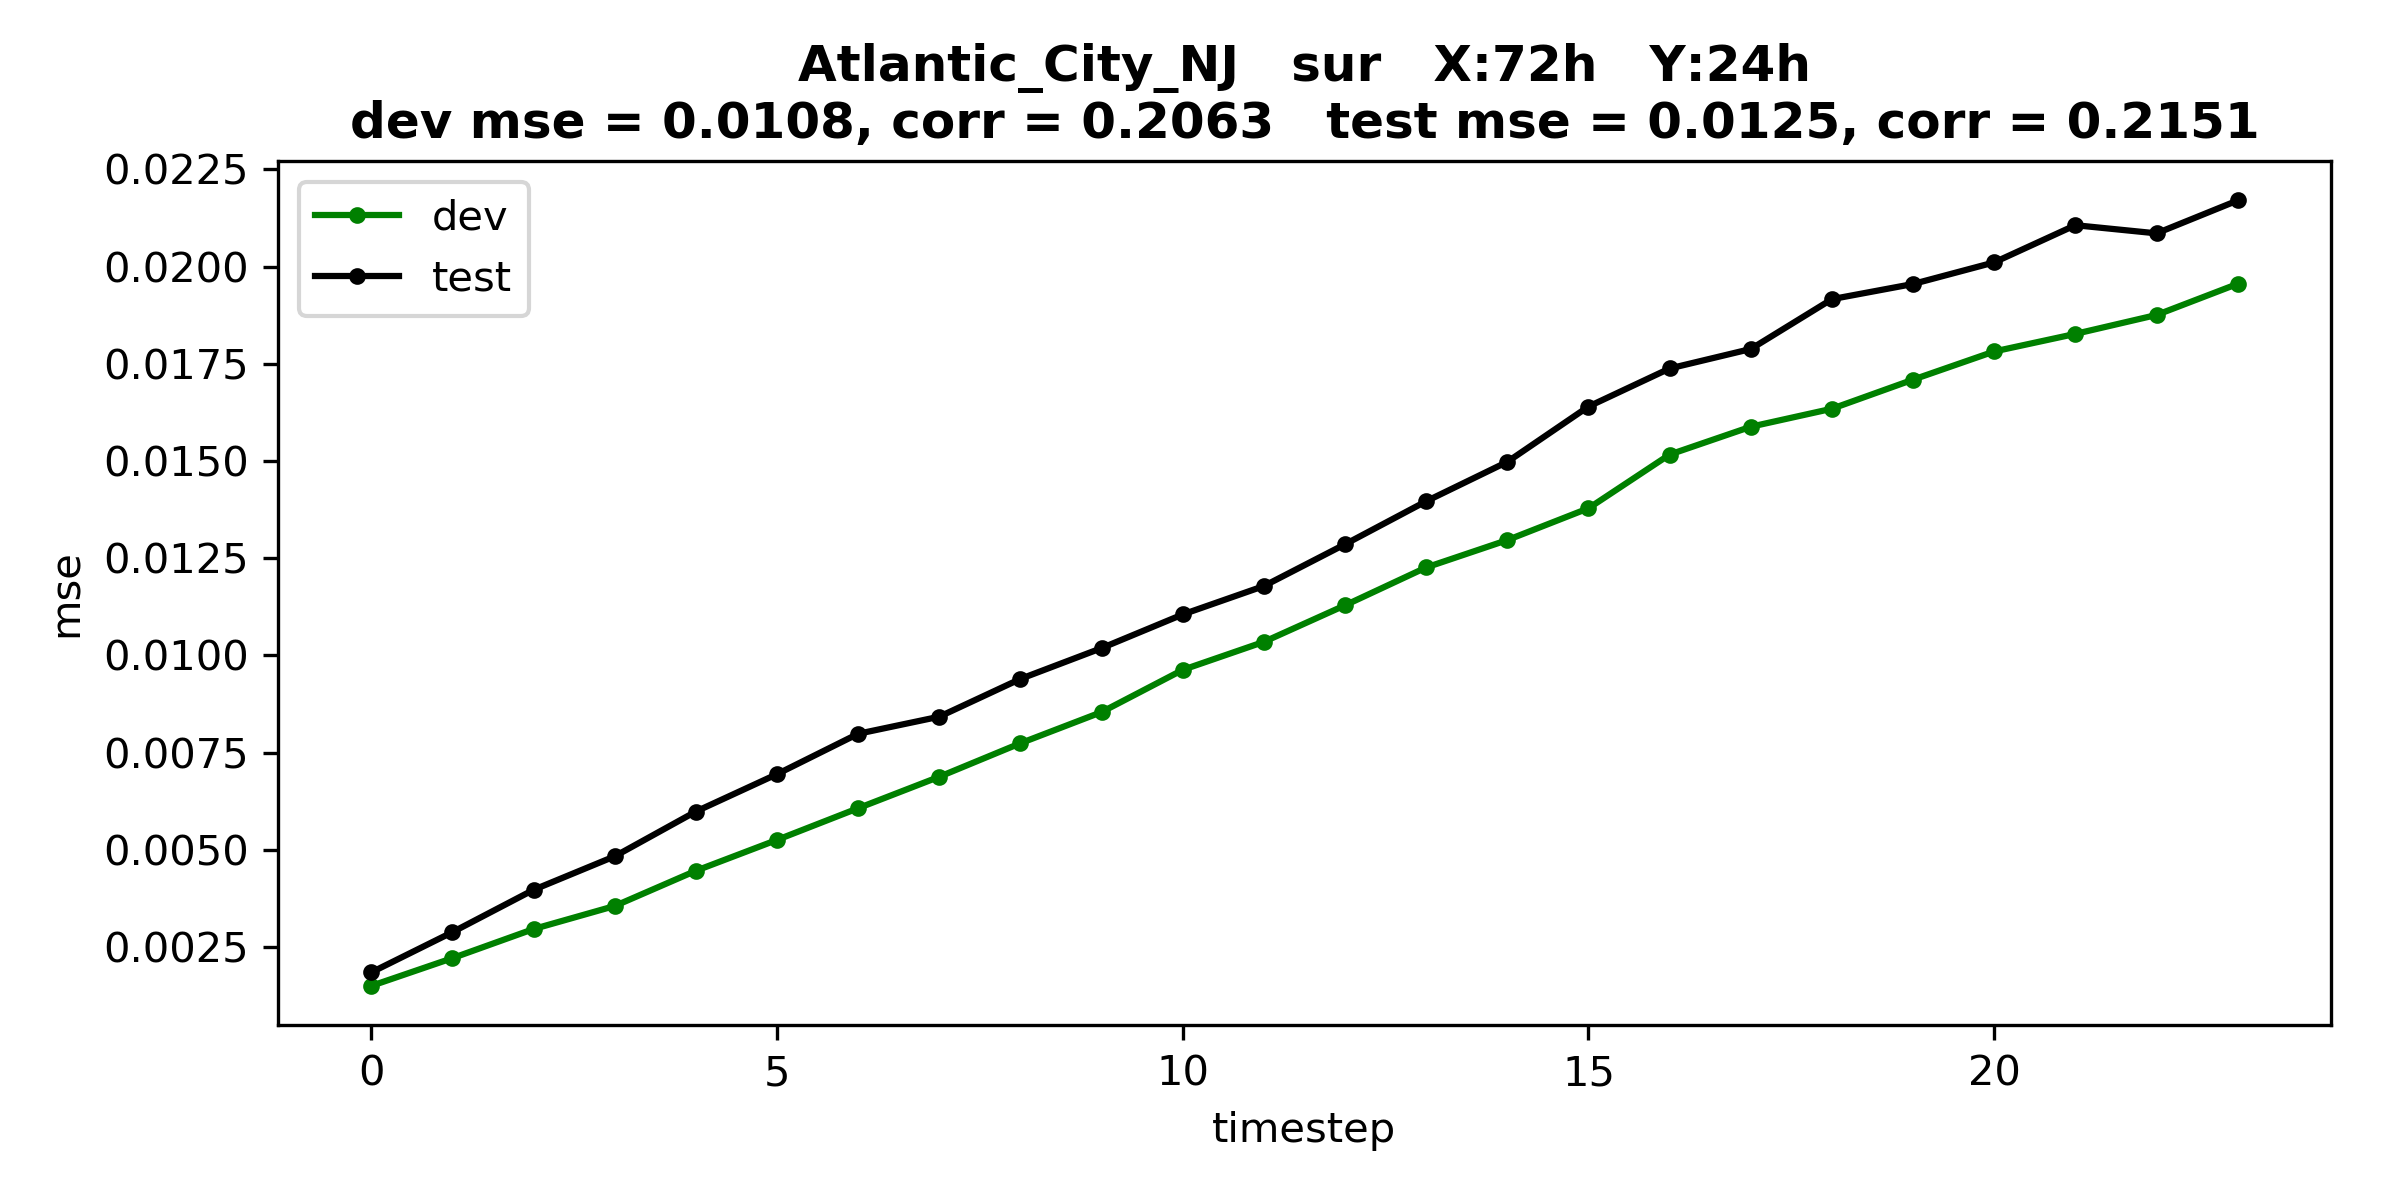 Atlantic_City_NJ   sur   X:72h   Y:24h
dev mse = 0.0108, corr = 0.2063   test mse = 0.0125, corr = 0.2151
dev
test
mse
0.0225
0.0200
0.0175
0.0150
0.0125
0.0100
0.0075
0.0050
0.0025
0 5 10 15 20
timestep